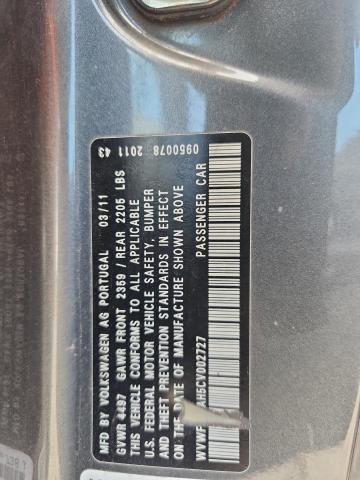 0950078 2011 43
MFD BY VOLKSWAGEN AG PORTUGAL 03/11
GVWR 4497 GAWR FRONT 2359 / REAR 2205 LBS
THIS VEHICLE CONFORMS TO ALL APPLICABLE
U.S. FEDERAL MOTOR VEHICLE SAFETY, BUMPER
AND THEFT PREVENTION STANDARDS IN EFFECT
ON THE DATE OF MANUFACTURE SHOWN ABOVE
AH5CV002727 PASSENGER CAR